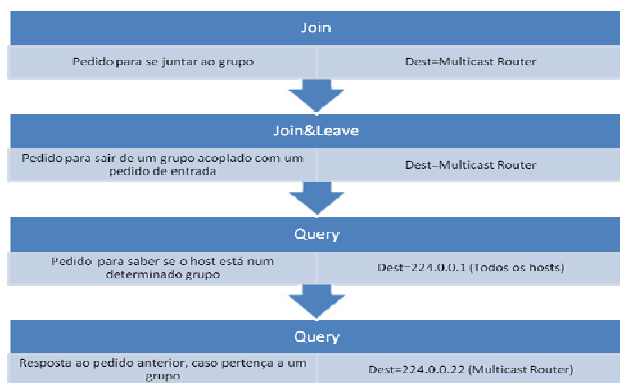 Join
Pedido para se juntar ao grupo
Dest=Multicast Router
Join&Leave
Pedido para sair de um grupo acoplado com um
pedido de entrada
Dest=Multicast Router
Query
Pedido para saber se o host está num
determinado grupo
Dest=224.0.0.1 (Todos os hosts)
Query
Resposta ao pedido anterior, caso pertença a um
grupo
Dest=224.0.0.22 (Multicast Router)